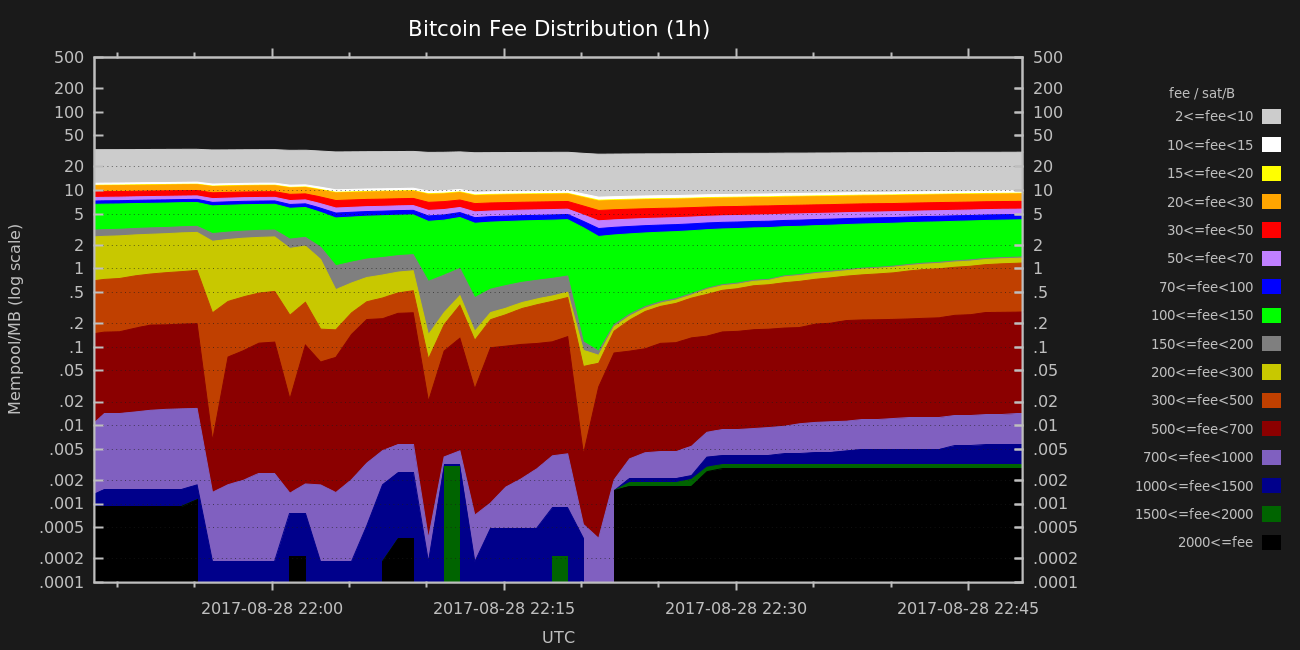 Bitcoin Fee Distribution (1h)
500 500
200 200
100 100
50 50
20 20
10 10
5 5
2 2
1 1
.5 .5
.2 .2
.1 .1
.05 .05
.02 .02
.01 .01
.005 .005
.002 .002
.001 .001
.0005 .0005
.0002 .0002
.0001 .0001
Mempool/MB (log scale)
2017-08-28 22:00 2017-08-28 22:15 2017-08-28 22:30 2017-08-28 22:45
UTC
fee / sat/B
2<=fee<10
10<=fee<15
15<=fee<20
20<=fee<30
30<=fee<50
50<=fee<70
70<=fee<100
100<=fee<150
150<=fee<200
200<=fee<300
300<=fee<500
500<=fee<700
700<=fee<1000
1000<=fee<1500
1500<=fee<2000
2000<=fee